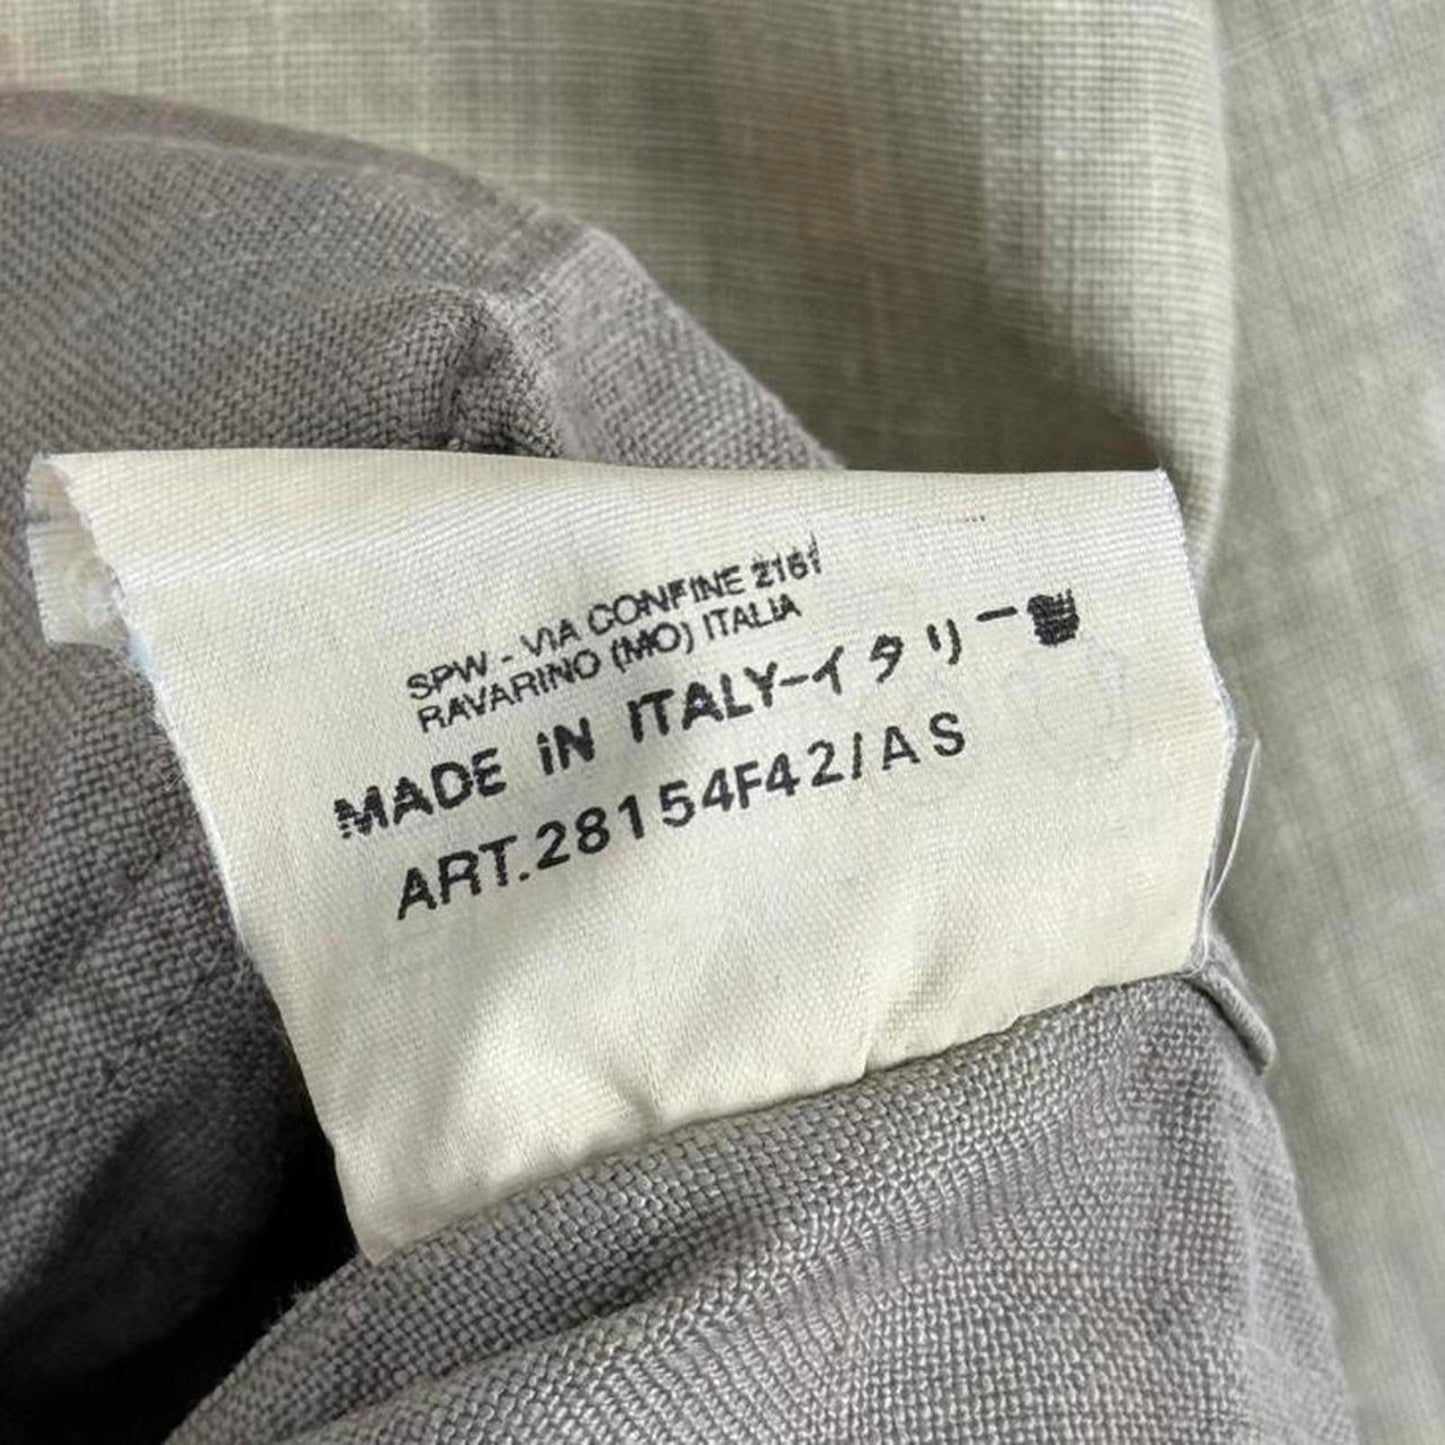 SPW - VIA CONFINE 2161
RAVARINO (MO) ITALIA
MADE IN ITALY-イタリー製
ART.28154F42/AS